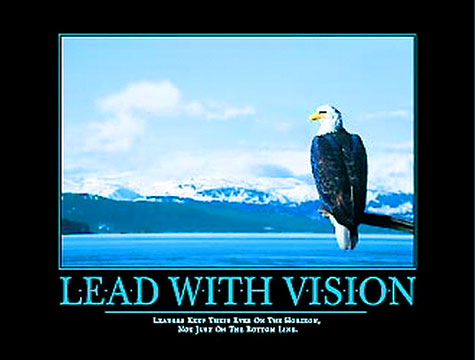 LEAD WITH VISION
LEADERS KEEP THEIR EYES ON THE HORIZON,
NOT JUST ON THE BOTTOM LINE.